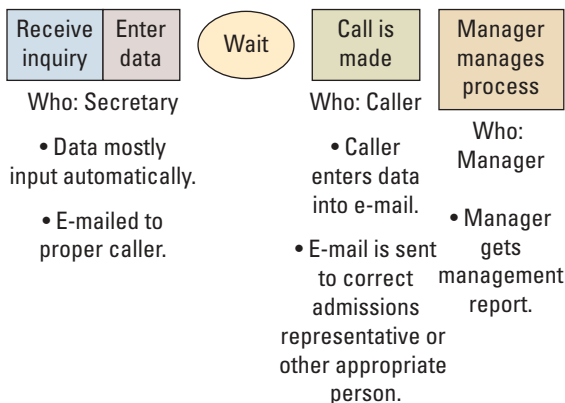 Receive
inquiry
Enter
data
Wait
Call is
made
Manager
manages
process
Who: Secretary
• Data mostly
input automatically.
• E-mailed to
proper caller.
Who: Caller
• Caller
enters data
into e-mail.
• E-mail is sent
to correct
admissions
representative or
other appropriate
person.
Who:
Manager
• Manager
gets
management
report.